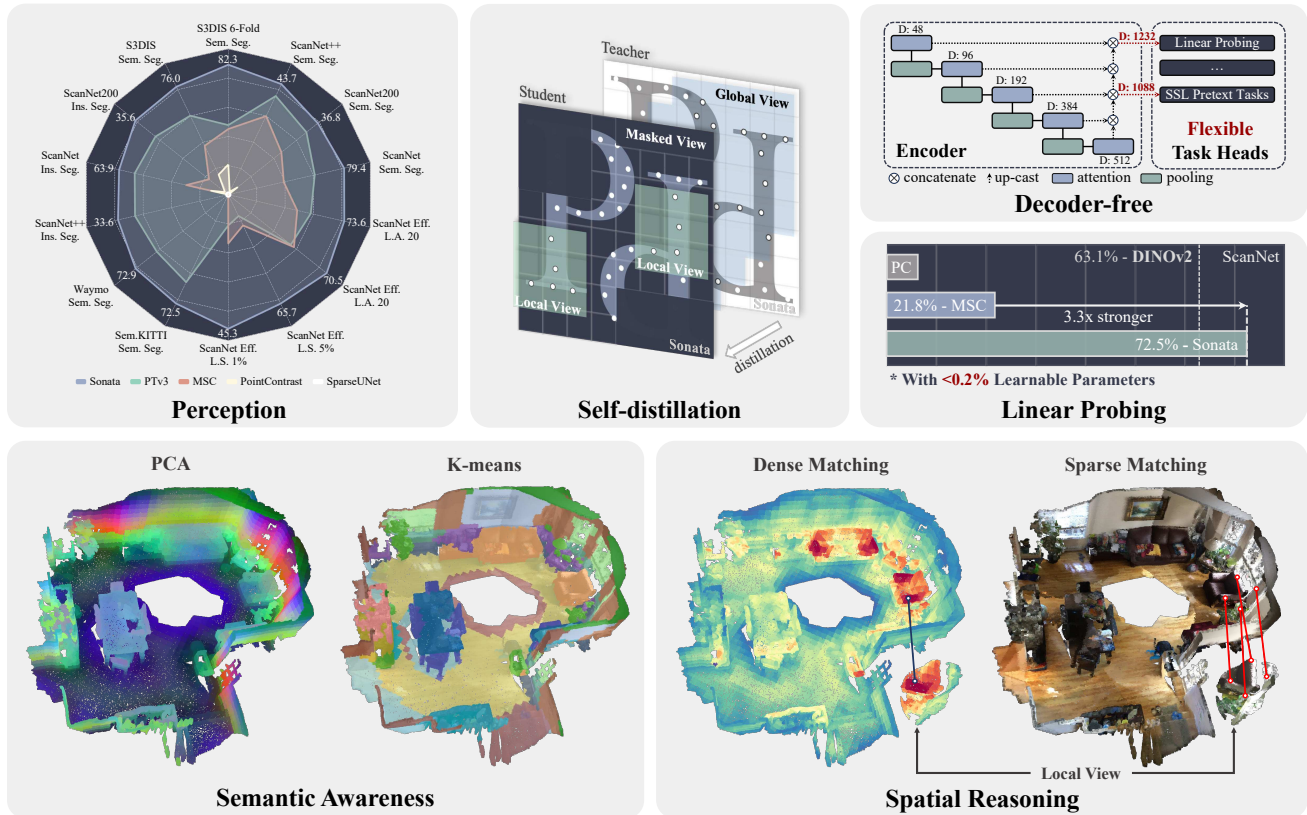 S3DIS 6-Fold
Sem. Seg.
82.3
ScanNet++
Sem. Seg.
43.7
ScanNet200
Sem. Seg.
36.8
ScanNet
Sem. Seg.
79.4
ScanNet Eff.
L.A. 20
73.6
ScanNet Eff.
L.A. 20
70.5
ScanNet Eff.
L.S. 5%
65.7
ScanNet Eff.
L.S. 1%
45.3
Sem.KITTI
Sem. Seg.
72.5
Waymo
Sem. Seg.
72.9
ScanNet++
Ins. Seg.
33.6
ScanNet
Ins. Seg.
63.9
ScanNet200
Ins. Seg.
35.6
S3DIS
Sem. Seg.
76.0
Sonata PTv3 MSC PointContrast SparseUNet
Perception
Teacher
Global View
Student
Masked View
Local View
Local View
Sonata
Sonata
distillation
Self-distillation
D: 48
D: 96
D: 192
D: 384
D: 512
D: 1232
D: 1088
Linear Probing
...
SSL Pretext Tasks
Encoder
Flexible
Task Heads
concatenate up-cast attention pooling
Decoder-free
PC
63.1% - DINOv2
ScanNet
21.8% - MSC
3.3x stronger
72.5% - Sonata
* With <0.2% Learnable Parameters
Linear Probing
PCA
K-means
Semantic Awareness
Dense Matching
Sparse Matching
Local View
Spatial Reasoning